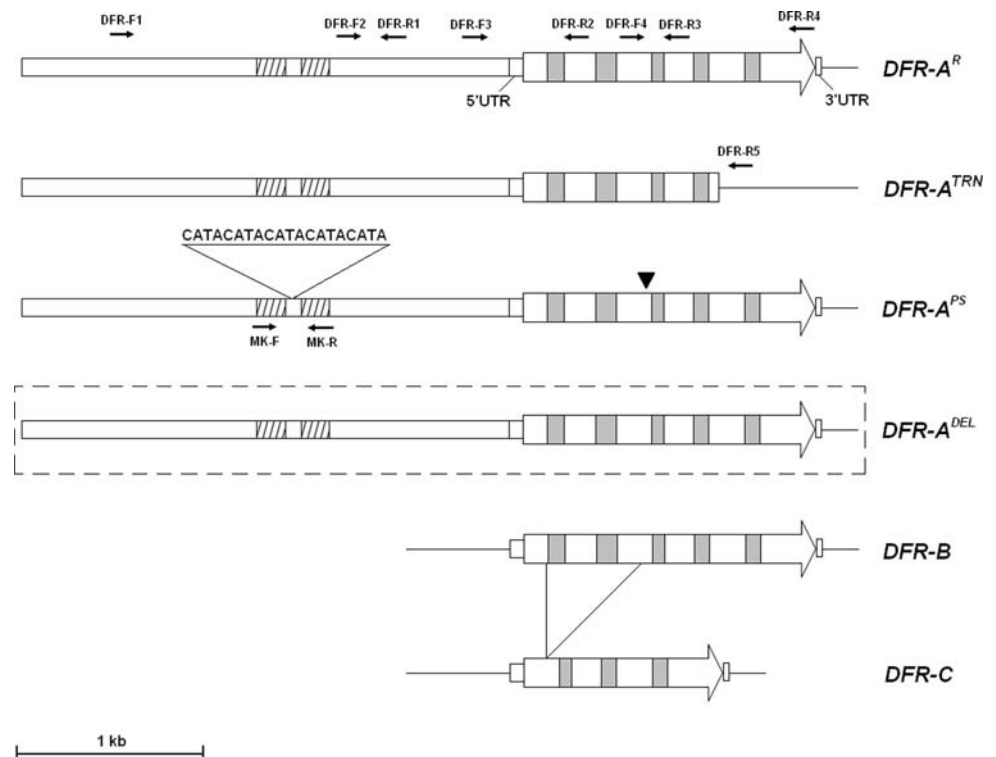 DFR-F1 DFR-F2 DFR-R1 DFR-F3 DFR-R2 DFR-F4 DFR-R3 DFR-R4
DFR-A^R
5'UTR 3'UTR
DFR-R5
DFR-A^TRN
CATACATACATACATACATA
DFR-A^PS
MK-F MK-R
DFR-A^DEL
DFR-B
DFR-C
1 kb